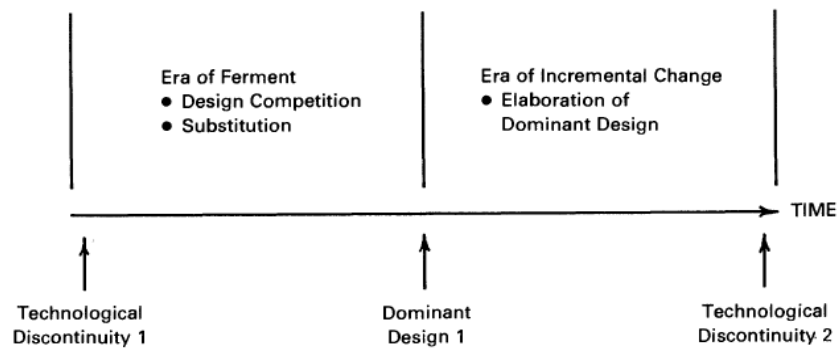 Era of Ferment
● Design Competition
● Substitution
Era of Incremental Change
● Elaboration of
Dominant Design
TIME
Technological
Discontinuity 1
Dominant
Design 1
Technological
Discontinuity 2